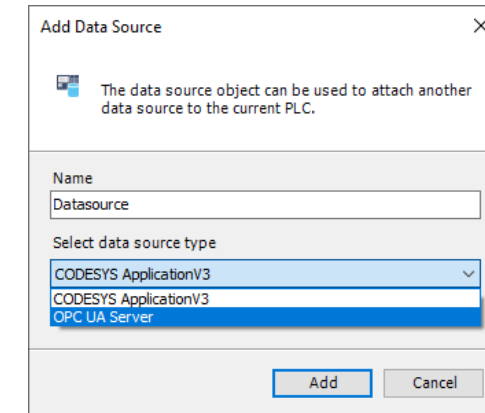 Add Data Source
The data source object can be used to attach another
data source to the current PLC.
Name
Datasource
Select data source type
CODESYS ApplicationV3
CODESYS ApplicationV3
OPC UA Server
Add
Cancel